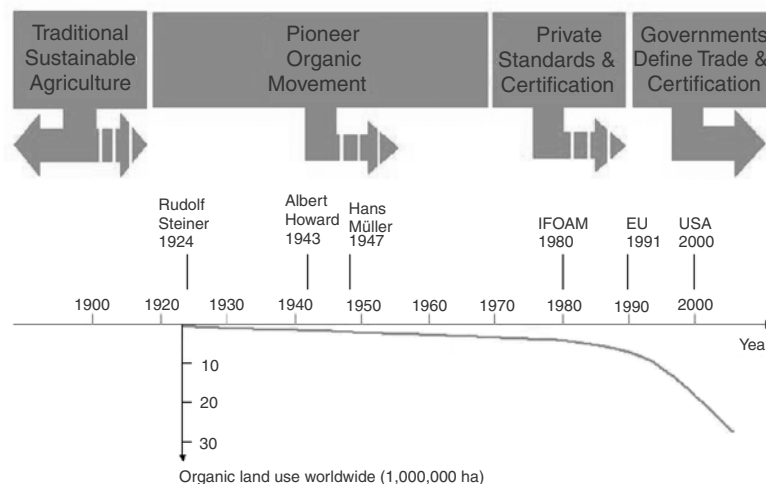 Traditional
Sustainable
Agriculture
Pioneer
Organic
Movement
Private
Standards &
Certification
Governments
Define Trade &
Certification
Rudolf
Steiner
1924
Albert
Howard
1943
Hans
Müller
1947
IFOAM
1980
EU
1991
USA
2000
1900 1920 1930 1940 1950 1960 1970 1980 1990 2000
Yea
10
20
30
Organic land use worldwide (1,000,000 ha)